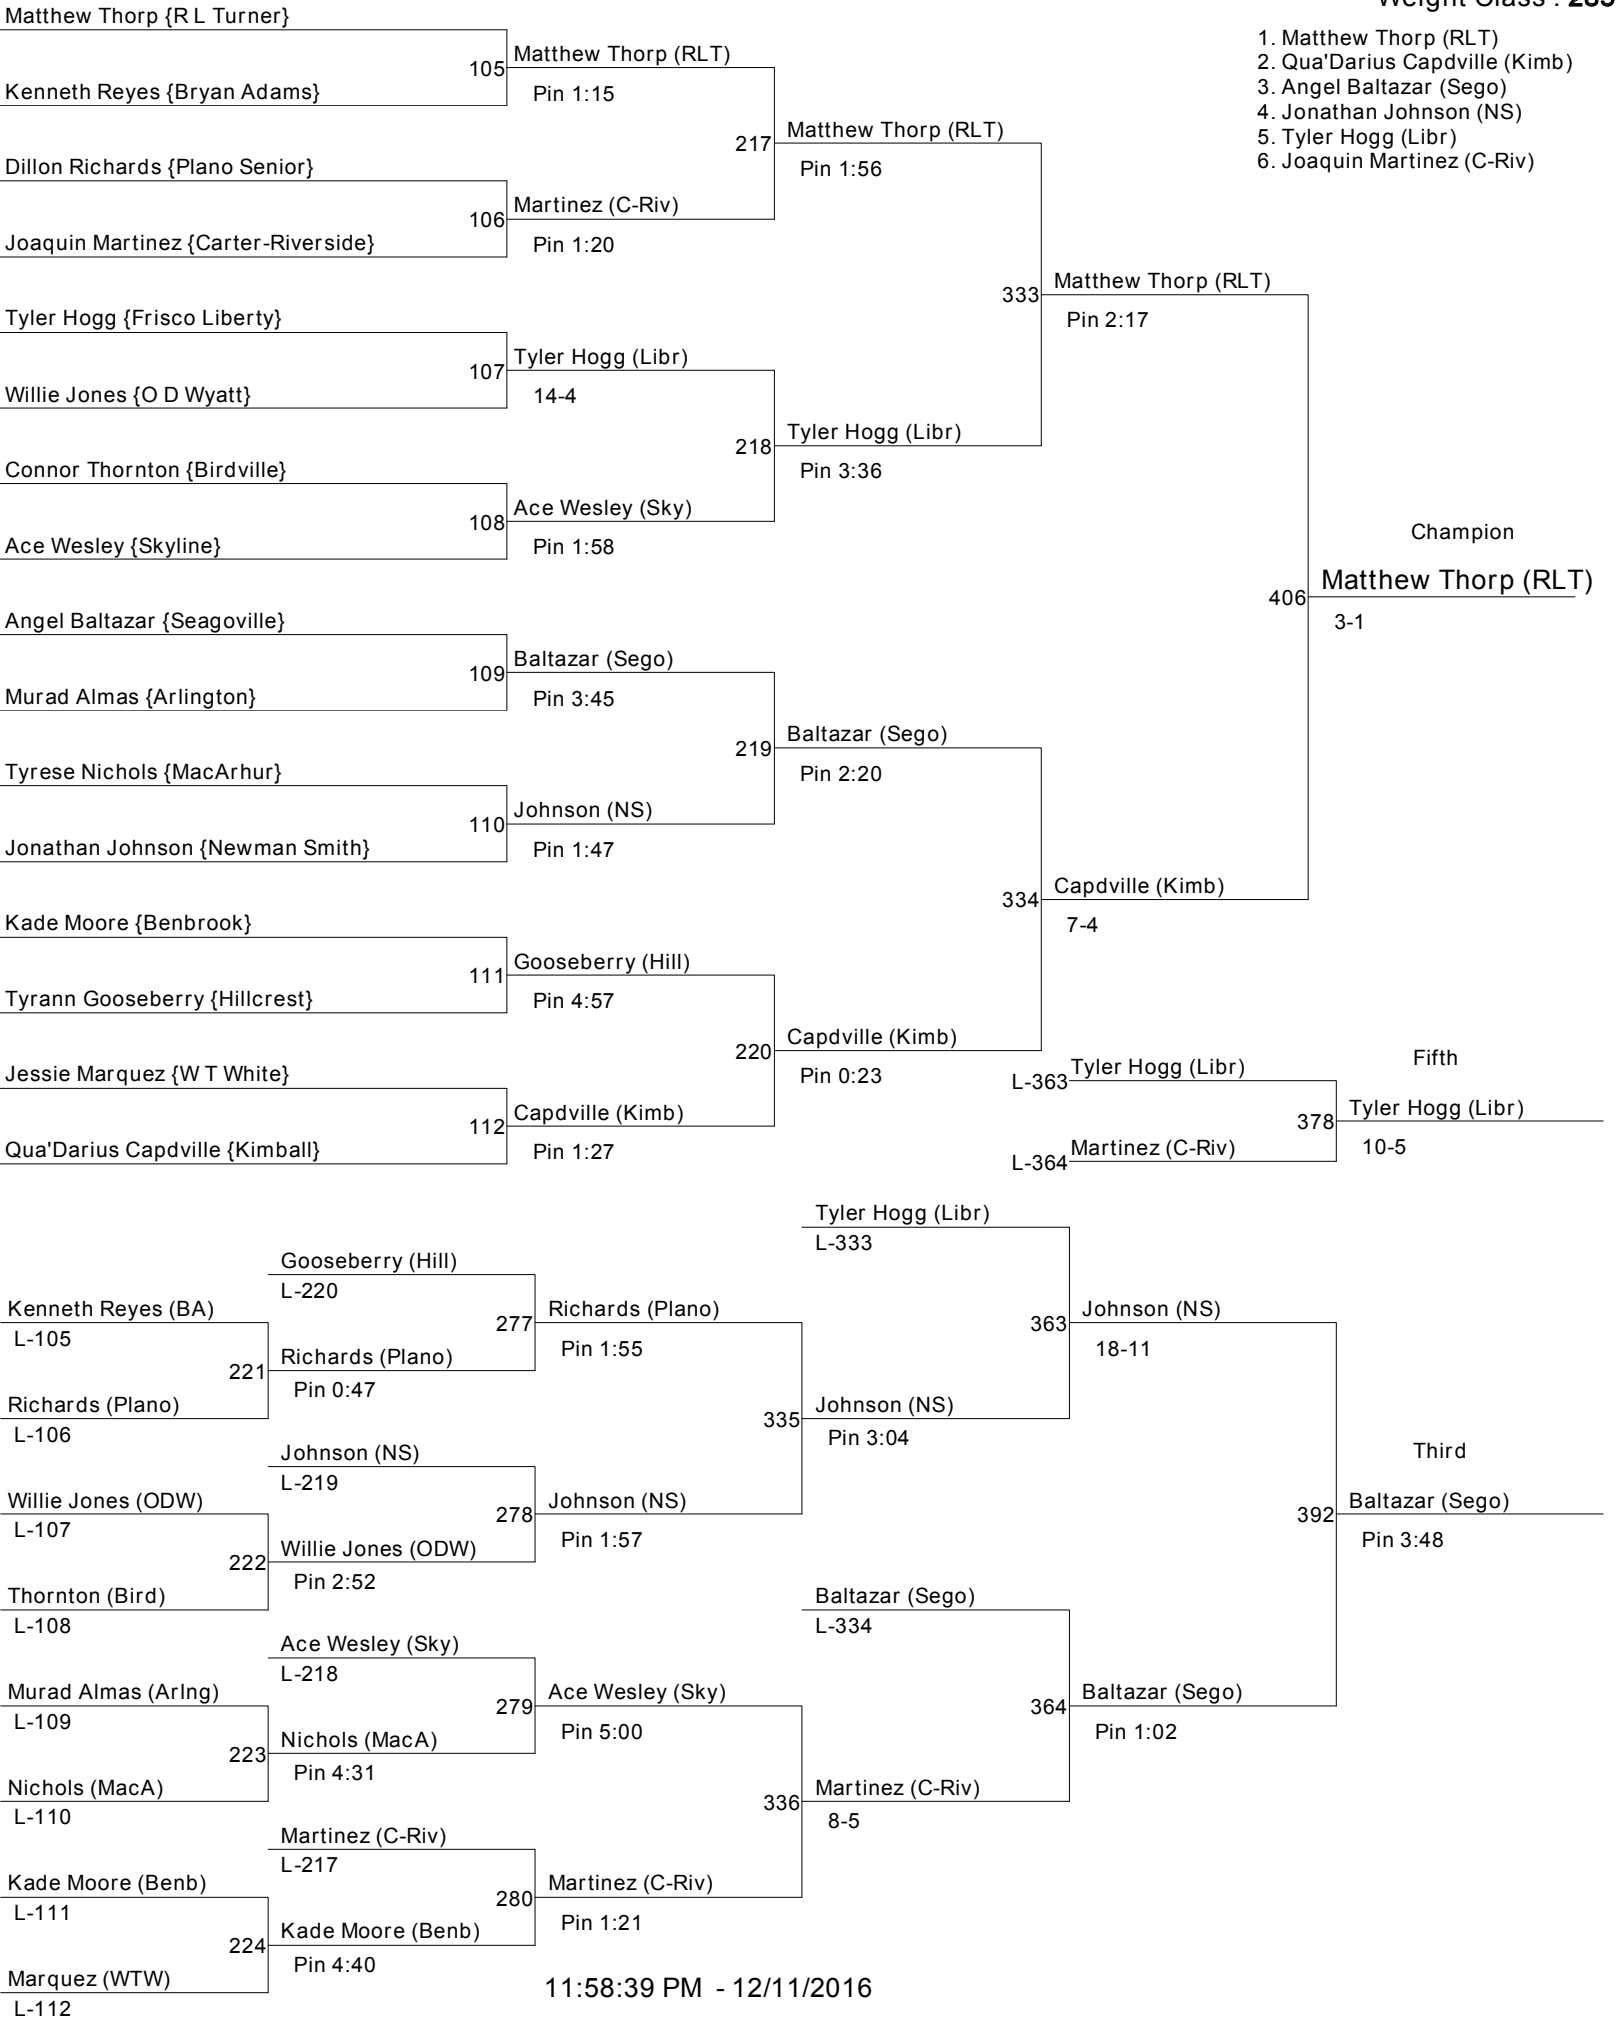 Weight Class : 285
1. Matthew Thorp (RLT)
2. Qua'Darius Capdville (Kimb)
3. Angel Baltazar (Sego)
4. Jonathan Johnson (NS)
5. Tyler Hogg (Libr)
6. Joaquin Martinez (C-Riv)
Matthew Thorp {R L Turner}
105
Kenneth Reyes {Bryan Adams}
Matthew Thorp (RLT)
Pin 1:15
217
Matthew Thorp (RLT)
Pin 1:56
Dillon Richards {Plano Senior}
106
Joaquin Martinez {Carter-Riverside}
Martinez (C-Riv)
Pin 1:20
333
Matthew Thorp (RLT)
Pin 2:17
Tyler Hogg {Frisco Liberty}
107
Willie Jones {O D Wyatt}
Tyler Hogg (Libr)
14-4
218
Tyler Hogg (Libr)
Pin 3:36
Connor Thornton {Birdville}
108
Ace Wesley {Skyline}
Ace Wesley (Sky)
Pin 1:58
Champion
406
Matthew Thorp (RLT)
3-1
Angel Baltazar {Seagoville}
109
Murad Almas {Arlington}
Baltazar (Sego)
Pin 3:45
219
Baltazar (Sego)
Pin 2:20
Tyrese Nichols {MacArhur}
110
Jonathan Johnson {Newman Smith}
Johnson (NS)
Pin 1:47
334
Capdville (Kimb)
7-4
Kade Moore {Benbrook}
111
Tyrann Gooseberry {Hillcrest}
Gooseberry (Hill)
Pin 4:57
220
Capdville (Kimb)
Pin 0:23
Jessie Marquez {W T White}
112
Qua'Darius Capdville {Kimball}
Capdville (Kimb)
Pin 1:27
Fifth
L-363
Tyler Hogg (Libr)
378
Tyler Hogg (Libr)
10-5
L-364
Martinez (C-Riv)
Tyler Hogg (Libr)
L-333
Gooseberry (Hill)
L-220
Kenneth Reyes (BA)
L-105
221
Richards (Plano)
Pin 0:47
Richards (Plano)
L-106
277
Richards (Plano)
Pin 1:55
363
Johnson (NS)
18-11
335
Johnson (NS)
Pin 3:04
Johnson (NS)
L-219
Willie Jones (ODW)
L-107
222
Willie Jones (ODW)
Pin 2:52
Thornton (Bird)
L-108
278
Johnson (NS)
Pin 1:57
Third
392
Baltazar (Sego)
Pin 3:48
Baltazar (Sego)
L-334
Ace Wesley (Sky)
L-218
Murad Almas (Arlng)
L-109
223
Nichols (MacA)
Pin 4:31
Nichols (MacA)
L-110
279
Ace Wesley (Sky)
Pin 5:00
364
Baltazar (Sego)
Pin 1:02
336
Martinez (C-Riv)
8-5
Martinez (C-Riv)
L-217
Kade Moore (Benb)
L-111
224
Kade Moore (Benb)
Pin 4:40
Marquez (WTW)
L-112
280
Martinez (C-Riv)
Pin 1:21
11:58:39 PM - 12/11/2016